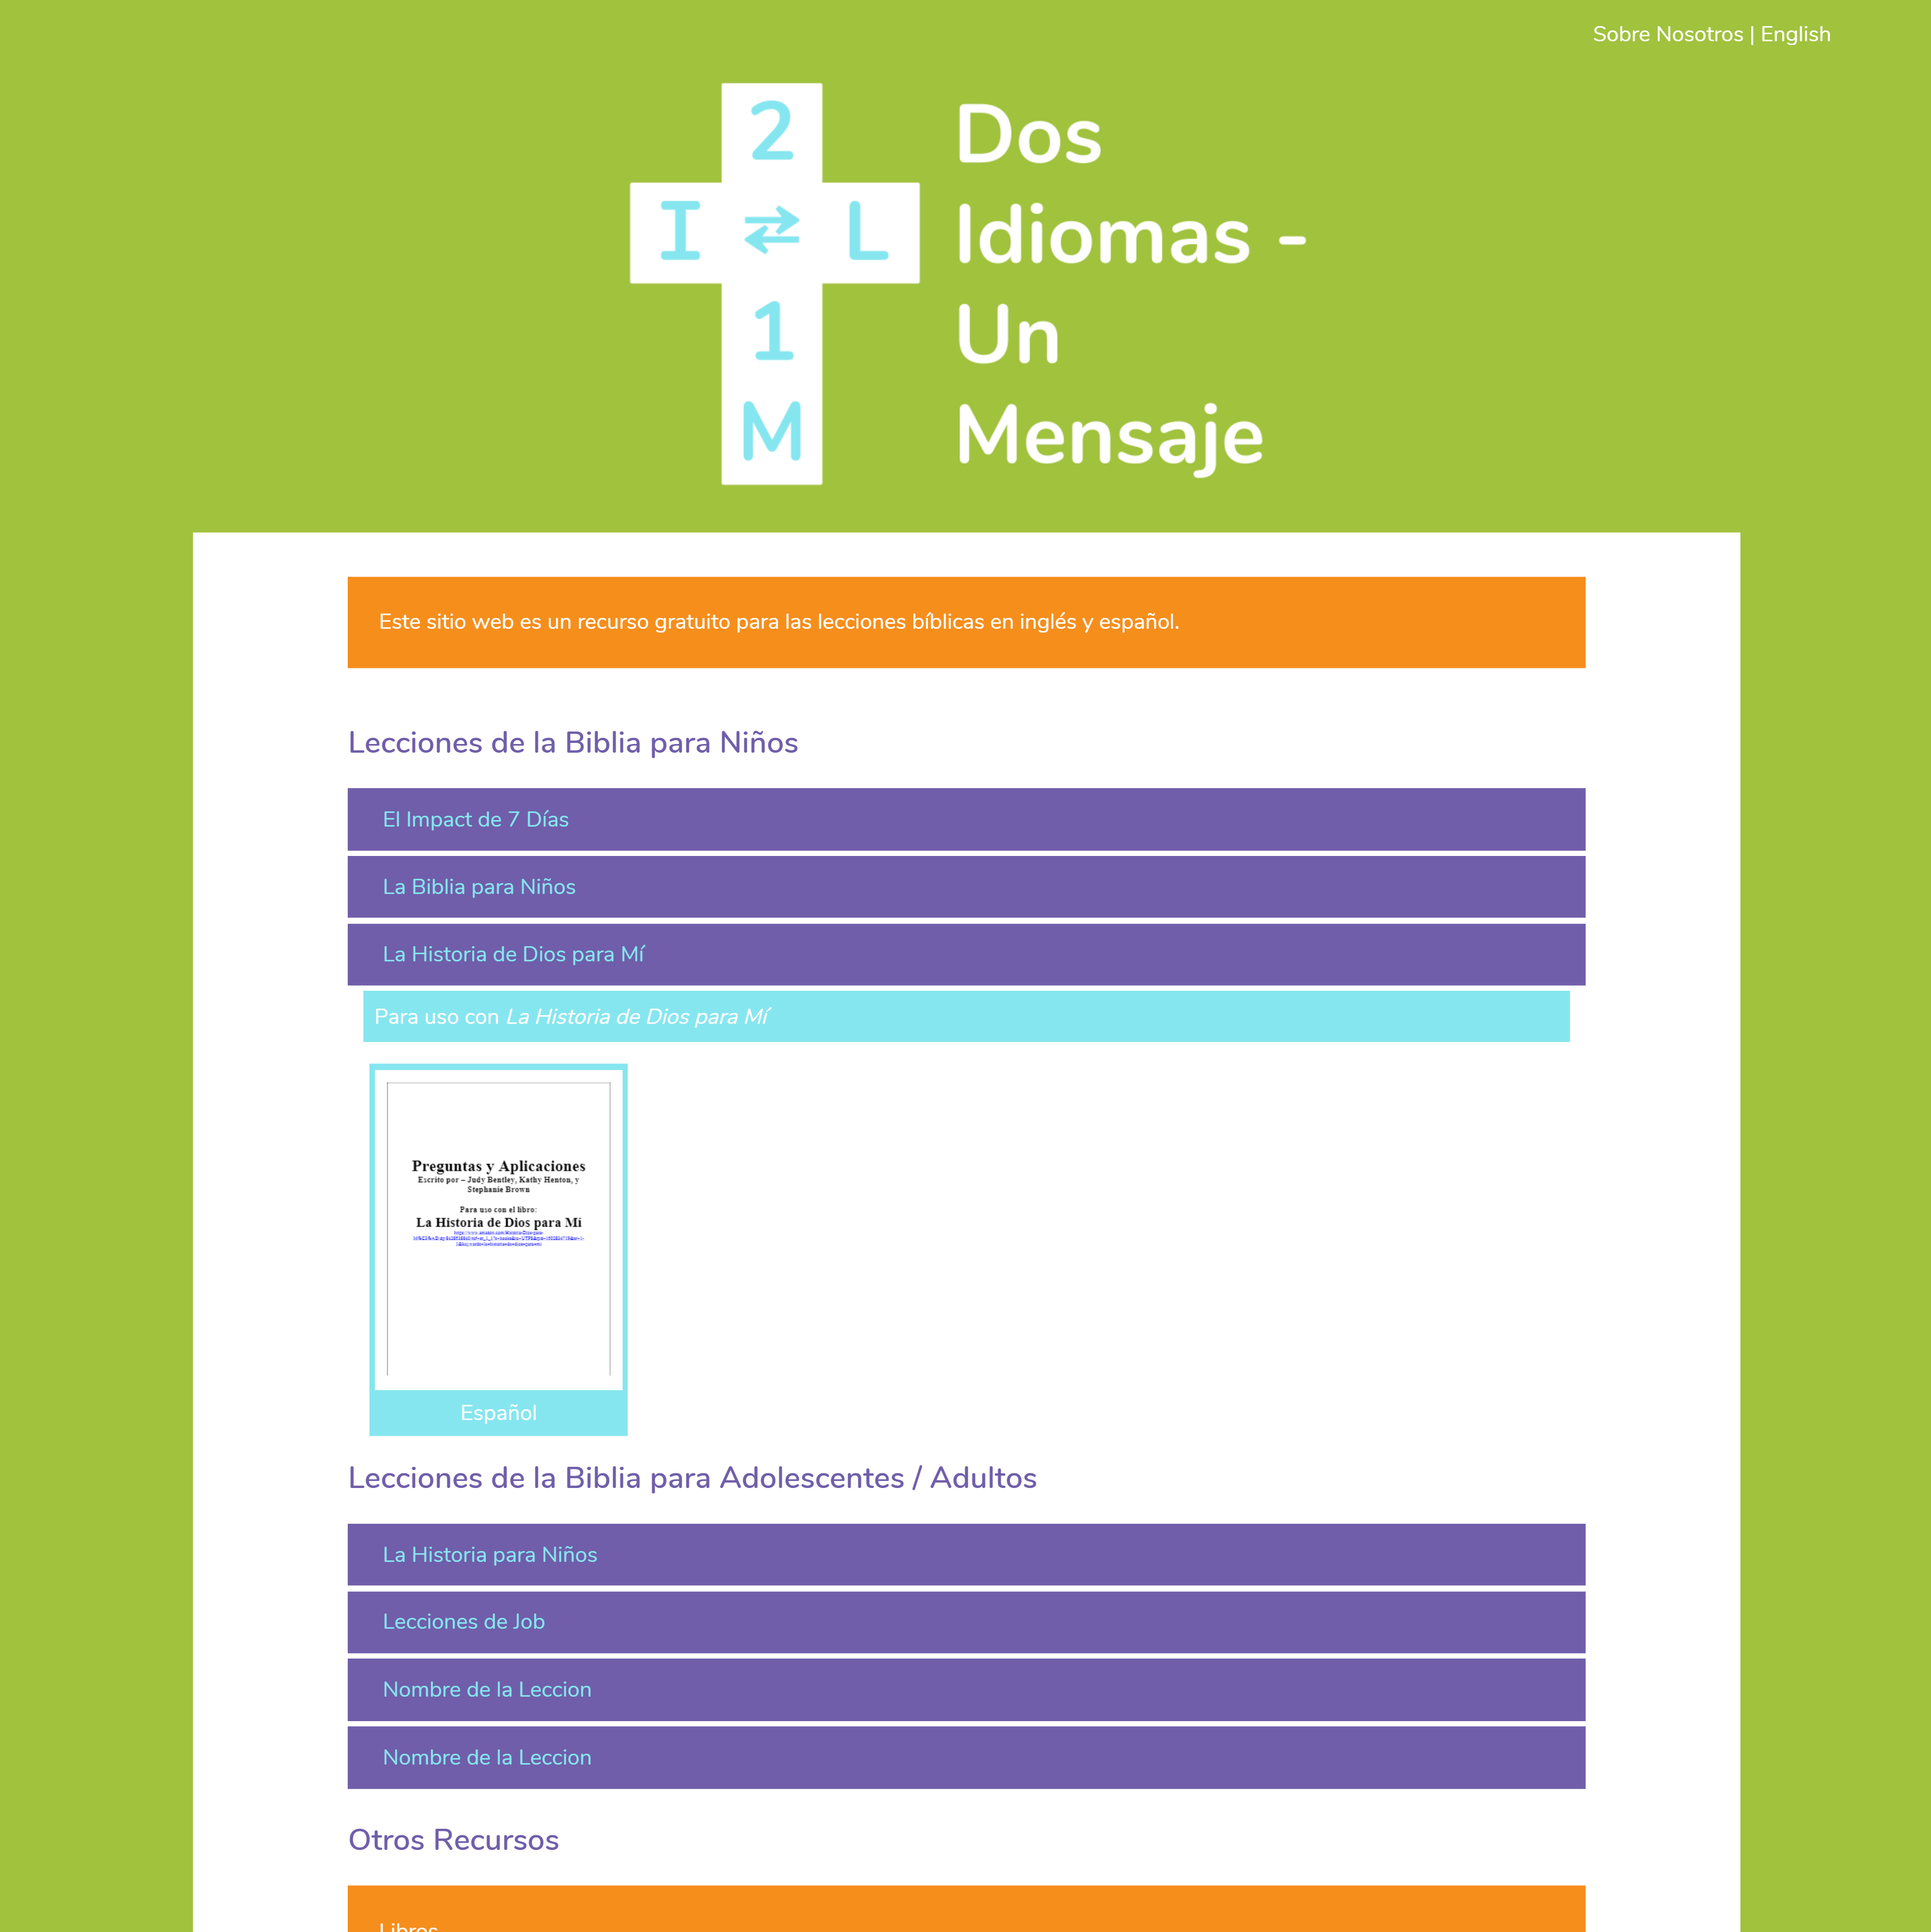 Sobre Nosotros | English
2
I ⇄ L
1
M
Dos
Idiomas -
Un
Mensaje
Este sitio web es un recurso gratuito para las lecciones bíblicas en inglés y español.
Lecciones de la Biblia para Niños
El Impact de 7 Días
La Biblia para Niños
La Historia de Dios para Mí
Para uso con La Historia de Dios para Mí
Preguntas y Aplicaciones
Escrito por – Judy Bentley, Kathy Henton, y
Stephanie Brown
Para uso con el libro:
La Historia de Dios para Mí
Español
Lecciones de la Biblia para Adolescentes / Adultos
La Historia para Niños
Lecciones de Job
Nombre de la Leccion
Nombre de la Leccion
Otros Recursos
Libros